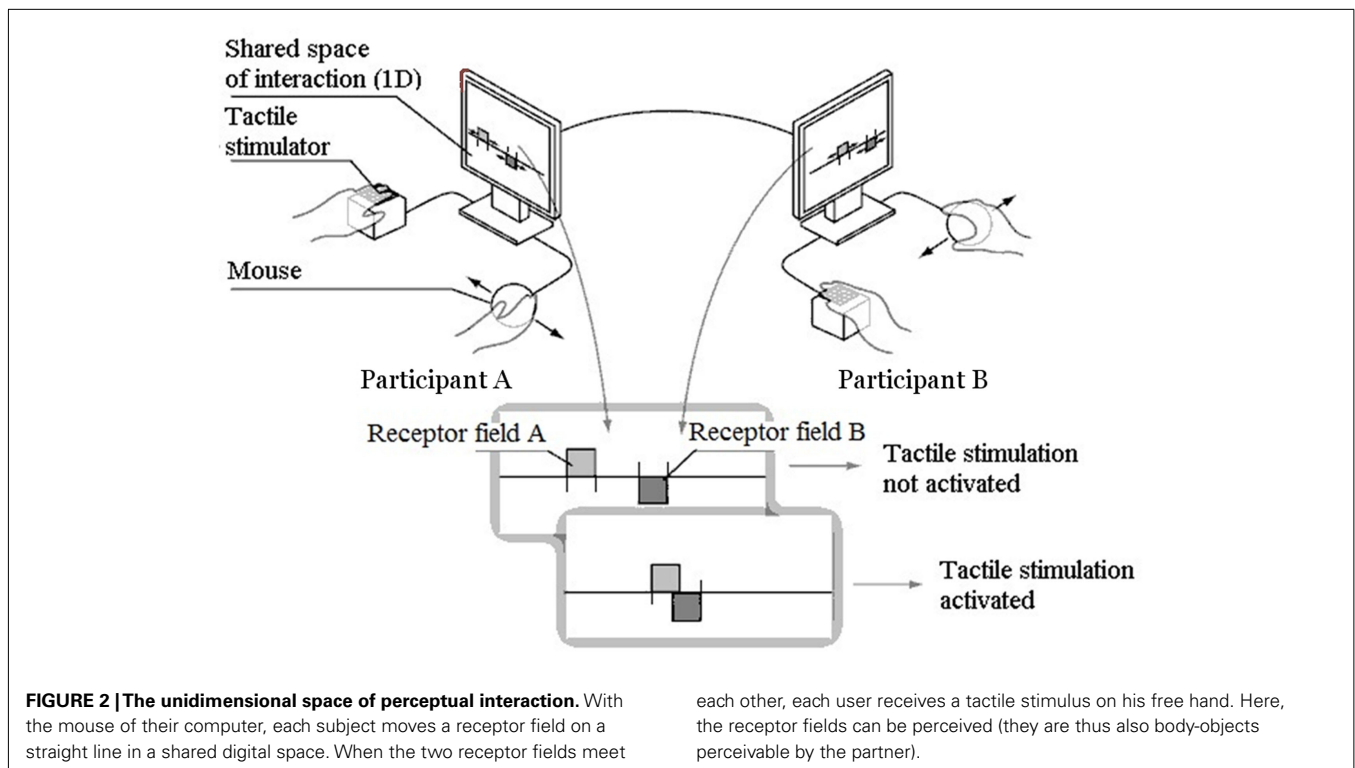 Shared space
of interaction (1D)
Tactile
stimulator
Mouse
Participant A
Participant B
Receptor field A
Receptor field B
Tactile stimulation
not activated
Tactile stimulation
activated
FIGURE 2 | The unidimensional space of perceptual interaction. With
the mouse of their computer, each subject moves a receptor field on a
straight line in a shared digital space. When the two receptor fields meet
each other, each user receives a tactile stimulus on his free hand. Here,
the receptor fields can be perceived (they are thus also body-objects
perceivable by the partner).